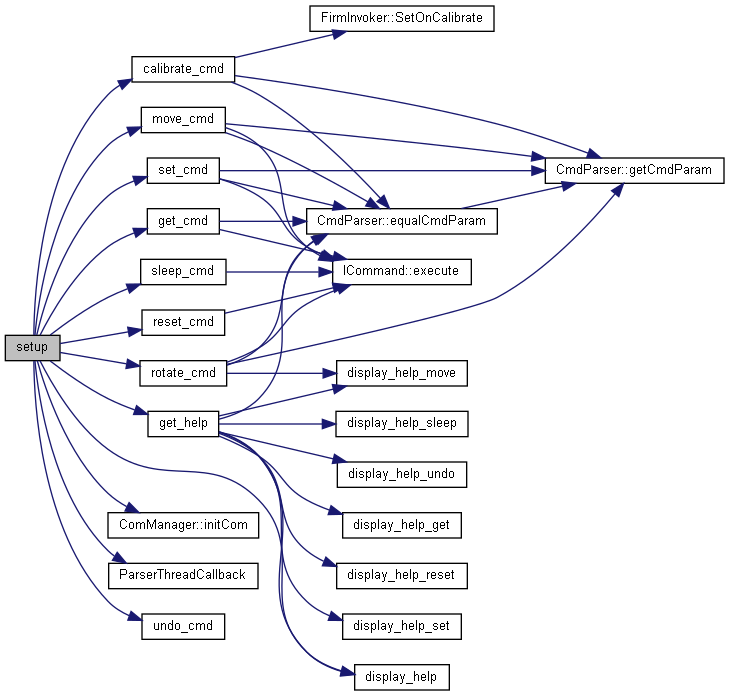 FirmInvoker::SetOnCalibrate
calibrate_cmd
move_cmd
set_cmd
CmdParser::getCmdParam
get_cmd
CmdParser::equalCmdParam
sleep_cmd
ICommand::execute
reset_cmd
setup
rotate_cmd
display_help_move
get_help
display_help_sleep
display_help_undo
ComManager::initCom
display_help_get
ParserThreadCallback
display_help_reset
undo_cmd
display_help_set
display_help